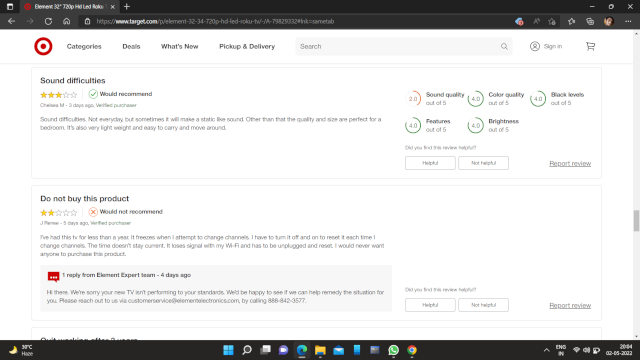 Element 32" 720p Hd Led Roku T
https://www.target.com/p/element-32-34-720p-hd-led-roku-tv/-/A-79829332#lnk=sametab
Categories
Deals
What's New
Pickup & Delivery
Search
Sign in
Sound difficulties
Would recommend
Chelsea M - 3 days ago, Verified purchaser
Sound difficulties. Not everyday, but sometimes it will make a static like sound. Other than that the quality and size are perfect for a
bedroom. It's also very light weight and easy to carry and move around.
2.0
Sound quality
out of 5
4.0
Color quality
out of 5
4.0
Black levels
out of 5
4.0
Features
out of 5
4.0
Brightness
out of 5
Did you find this review helpful?
Helpful
Not helpful
Report review
Do not buy this product
Would not recommend
J Renee - 5 days ago, Verified purchaser
I've had this tv for less than a year. It freezes when I attempt to change channels. I have to turn it off and on to reset it each time I
change channels. The time doesn't stay current. It loses signal with my Wi-Fi and has to be unplugged and reset. I would never want
anyone to purchase this product.
1 reply from Element Expert team - 4 days ago
Hi there. We're sorry your new TV isn't performing to your standards. We'd be happy to see if we can help remedy the situation for
you. Please reach out to us via customerservice@elementelectronics.com, by calling 888-842-3577.
Did you find this review helpful?
Helpful
Not helpful
Report review
Quit working after 2 years
30°C
Haze
ENG
IN
20:04
02-05-2022